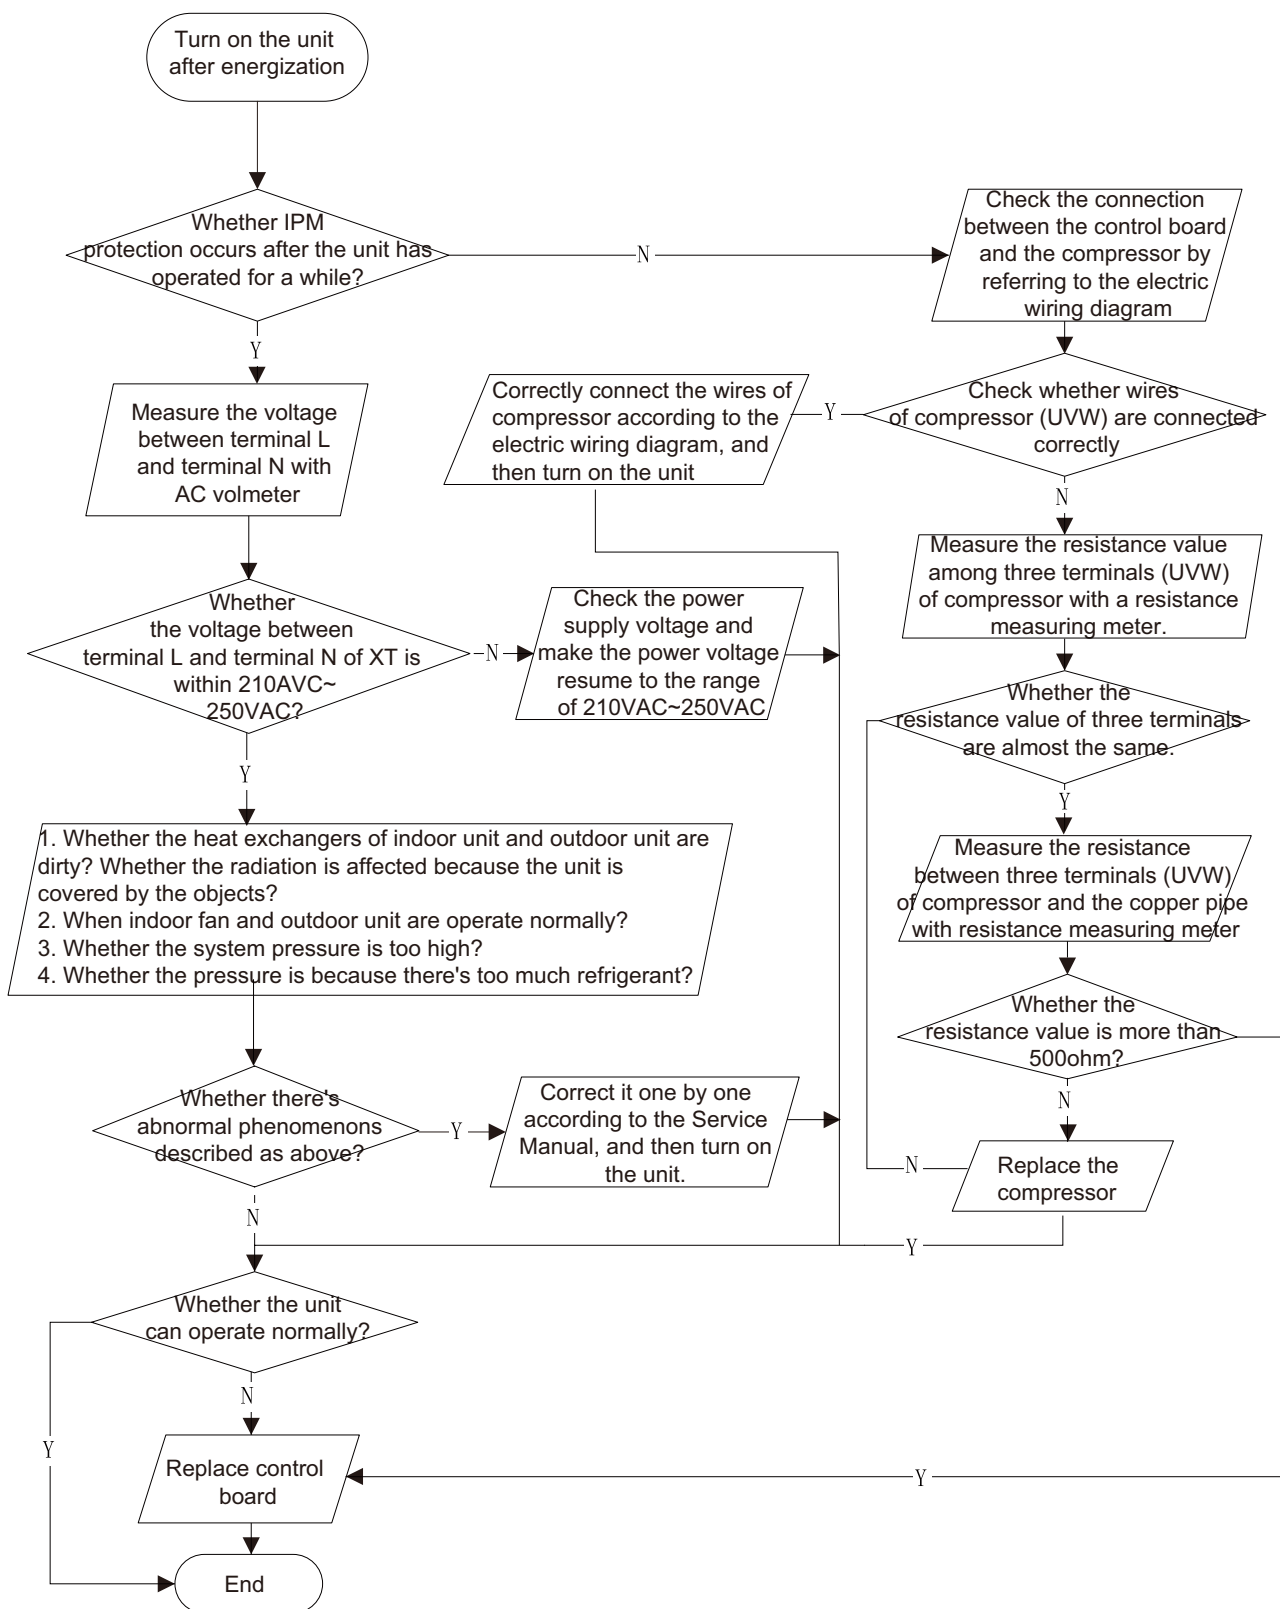 Turn on the unit
after energization
Whether IPM
protection occurs after the unit has
operated for a while?
N
Check the connection
between the control board
and the compressor by
referring to the electric
wiring diagram
Y
Measure the voltage
between terminal L
and terminal N with
AC volmeter
Correctly connect the wires of
compressor according to the
electric wiring diagram, and
then turn on the unit
Y
Check whether wires
of compressor (UVW) are connected
correctly
N
Measure the resistance value
among three terminals (UVW)
of compressor with a resistance
measuring meter.
Whether
the voltage between
terminal L and terminal N of XT is
within 210AVC~
250VAC?
N
Check the power
supply voltage and
make the power voltage
resume to the range
of 210VAC~250VAC
Whether the
resistance value of three terminals
are almost the same.
Y
Y
1. Whether the heat exchangers of indoor unit and outdoor unit are
dirty? Whether the radiation is affected because the unit is
covered by the objects?
2. When indoor fan and outdoor unit are operate normally?
3. Whether the system pressure is too high?
4. Whether the pressure is because there's too much refrigerant?
Measure the resistance
between three terminals (UVW)
of compressor and the copper pipe
with resistance measuring meter
Whether the
resistance value is more than
500ohm?
Whether there's
abnormal phenomenons
described as above?
Y
Correct it one by one
according to the Service
Manual, and then turn on
the unit.
N
N
Replace the
compressor
N
Y
Whether the unit
can operate normally?
N
Y
Replace control
board
Y
End